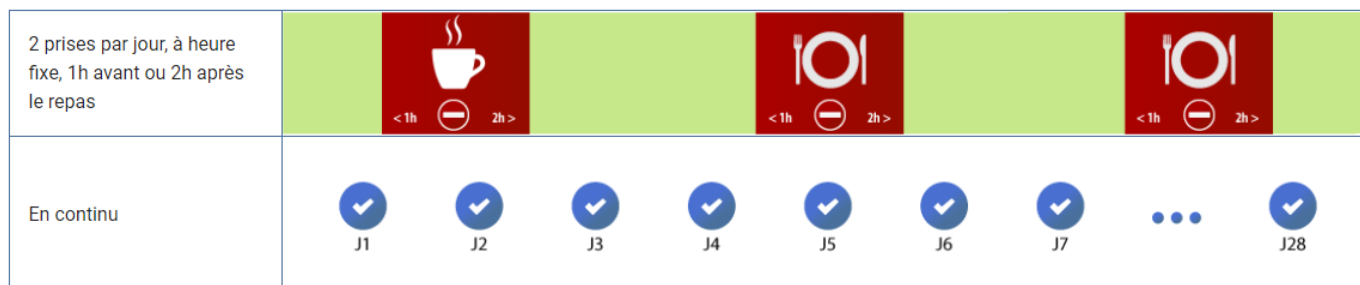 2 prises par jour, à heure
fixe, 1h avant ou 2h après
le repas
< 1h 2h >
< 1h 2h >
< 1h 2h >
En continu
J1 J2 J3 J4 J5 J6 J7 J28